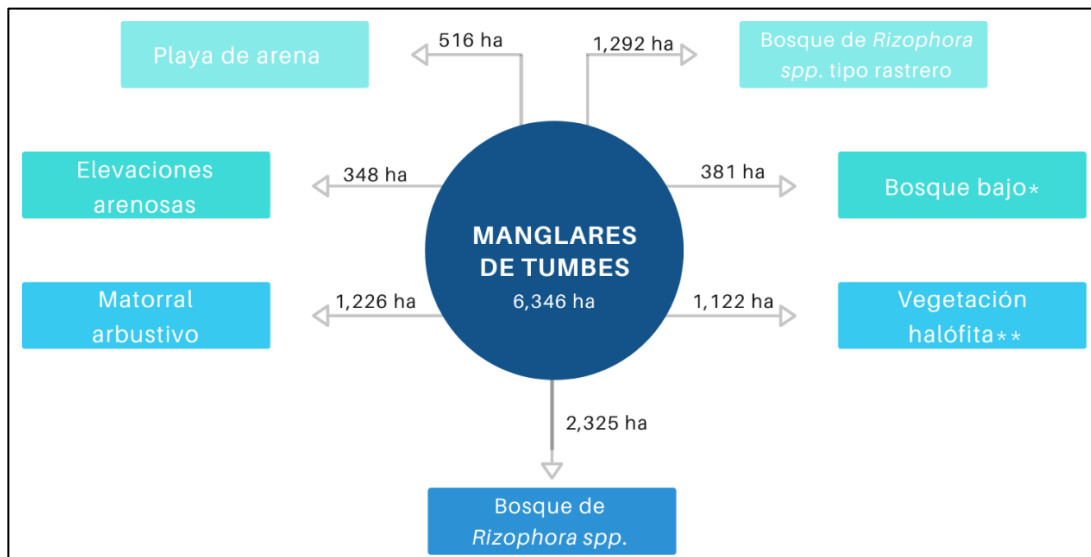 516 ha
1,292 ha
Playa de arena
Bosque de Rizophora
spp. tipo rastrero
Elevaciones
arenosas
348 ha
381 ha
Bosque bajo*
MANGLARES
DE TUMBES
6,346 ha
Matorral
arbustivo
1,226 ha
1,122 ha
Vegetación
halófita**
2,325 ha
Bosque de
Rizophora spp.